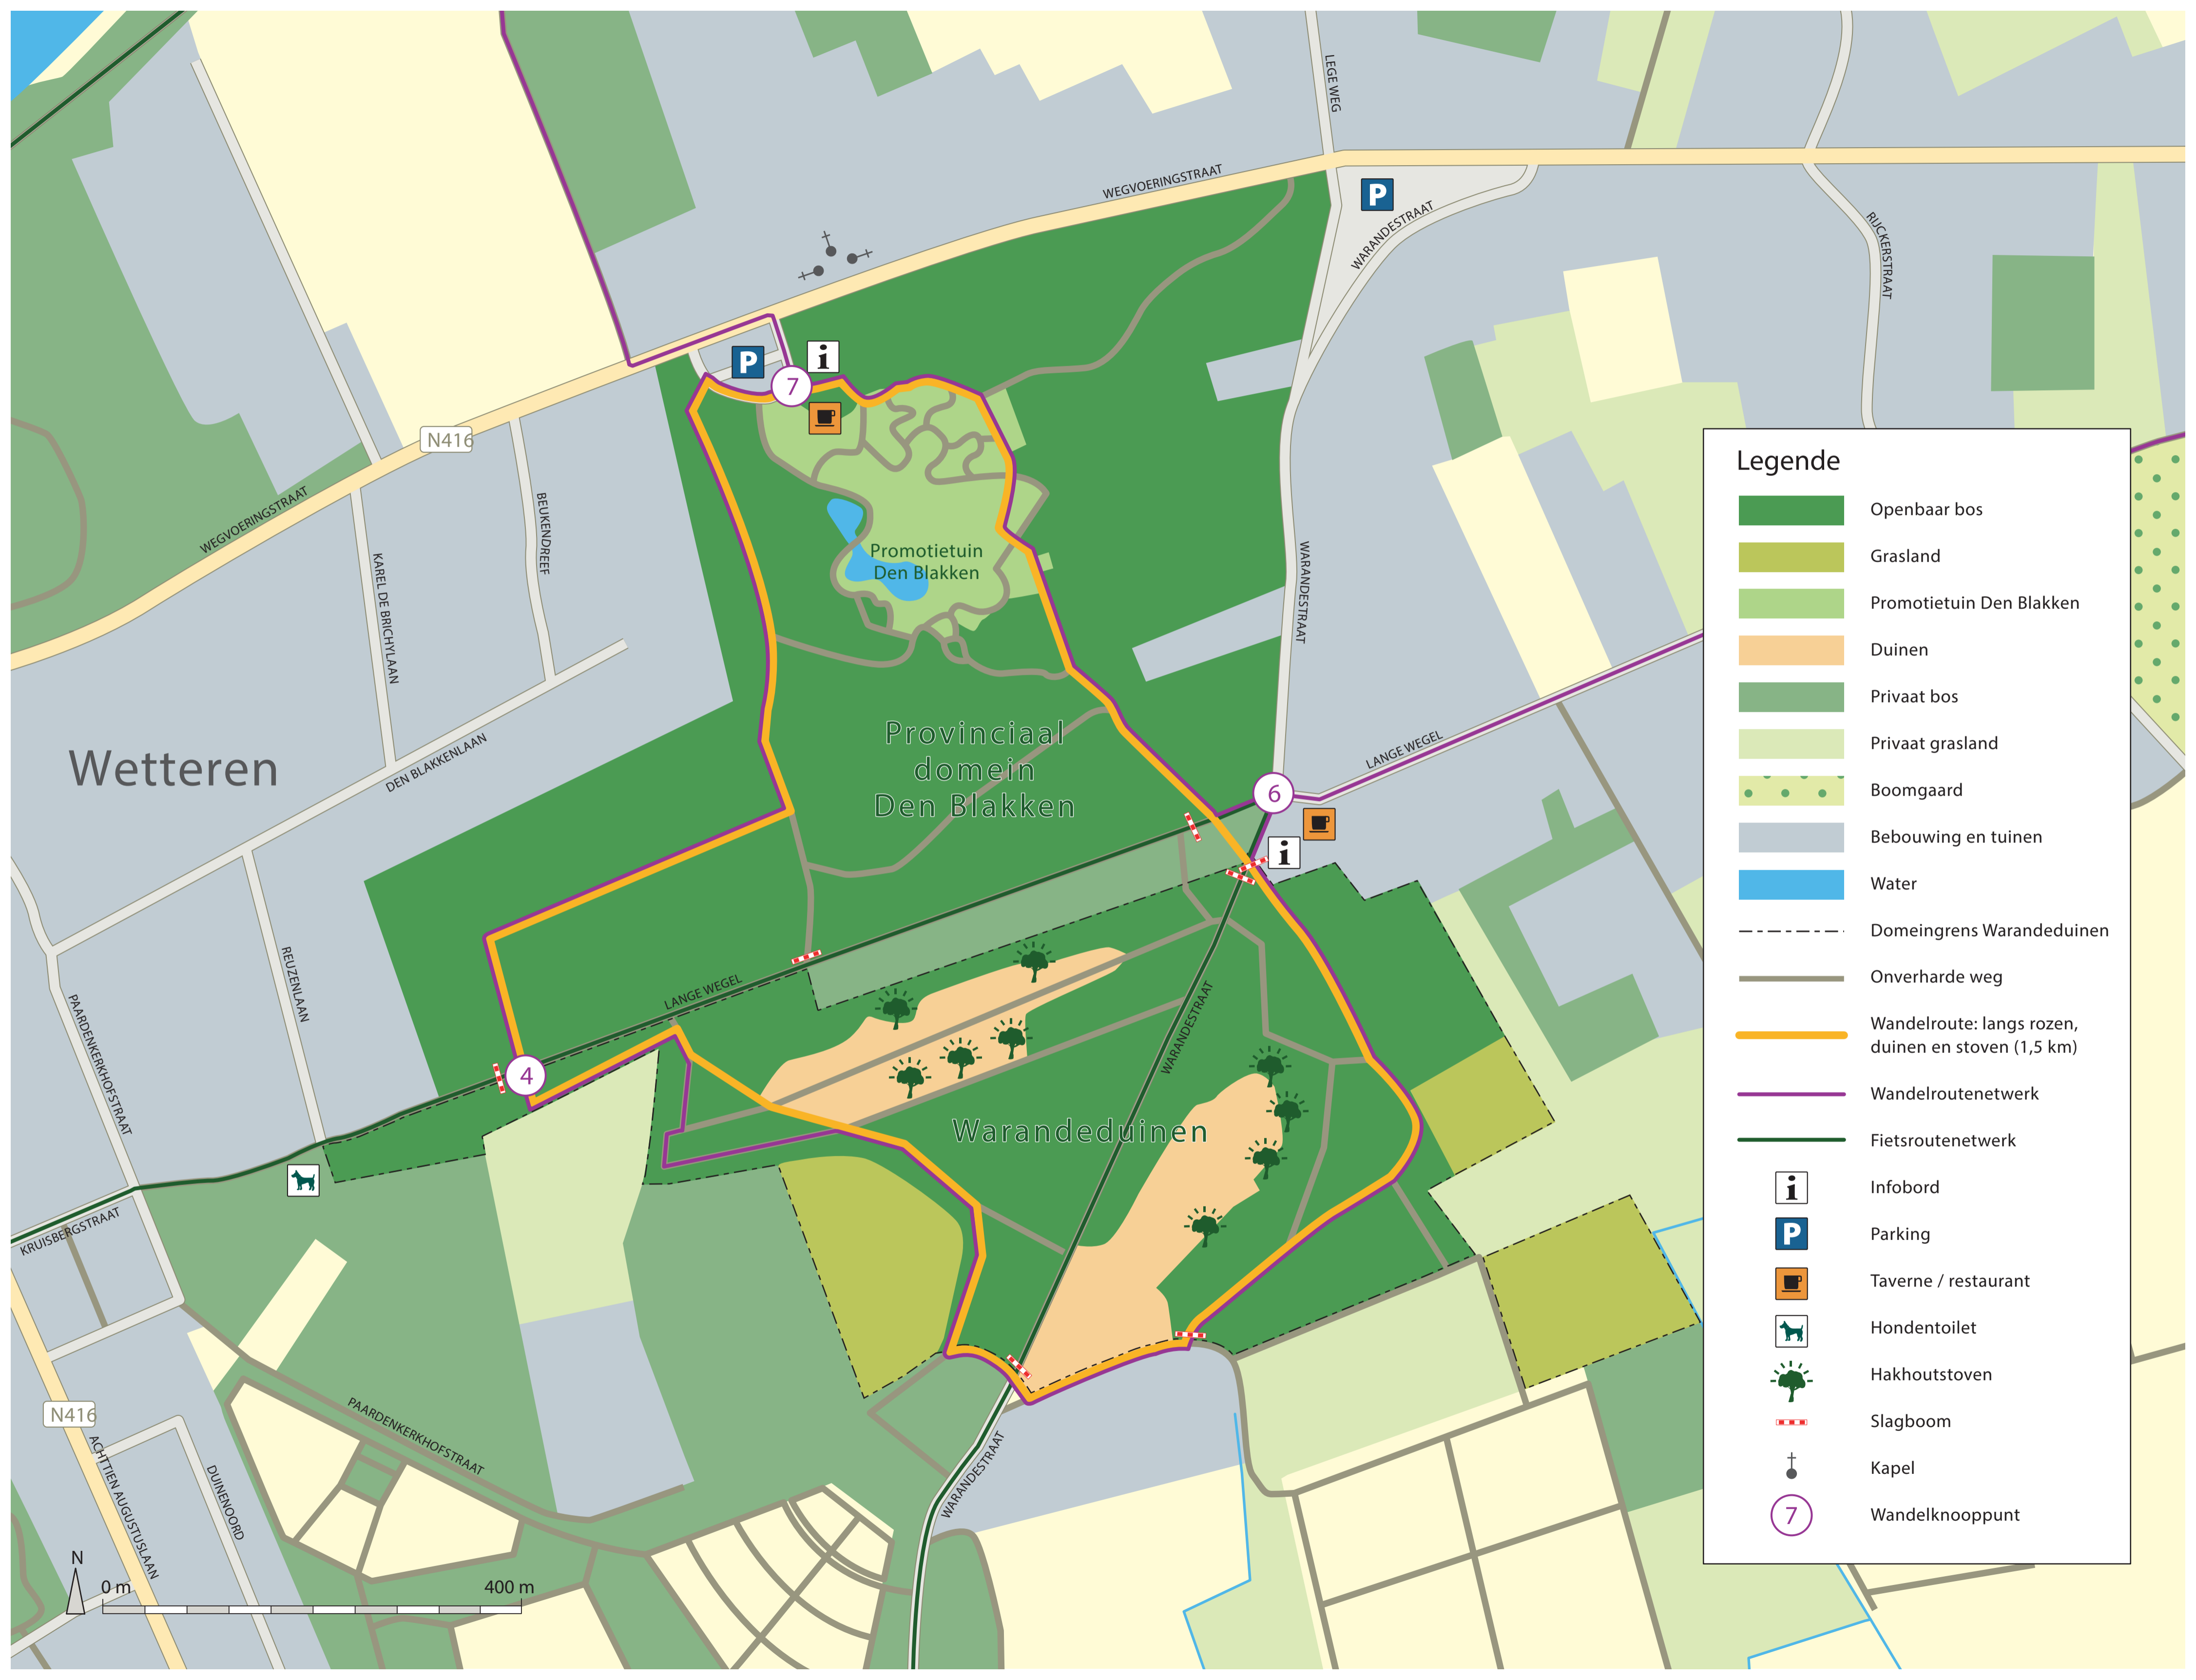 LEGE WEG
WEGVOERINGSTRAAT
P
WARANDESTRAAT
RIJCKERSTRAAT
P
i
7
N416
WEGVOERINGSTRAAT
BEUKENDREEF
KAREL DE BRICHYLAAN
Promotietuin
Den Blakken
WARANDESTRAAT
Wetteren
DEN BLAKKENLAAN
Provinciaal
domein
Den Blakken
LANGE WEGEL
6
i
REUZENLAAN
PAARDENKERKHOFSTRAAT
LANGE WEGEL
4
WARANDESTRAAT
Warandeduinen
KRUISBERGSTRAAT
N416
PAARDENKERKHOFSTRAAT
ACHTTIEN AUGUSTUSLAAN
DUINENOORD
WARANDESTRAAT
N
0 m
400 m
Legende
Openbaar bos
Grasland
Promotietuin Den Blakken
Duinen
Privaat bos
Privaat grasland
Boomgaard
Bebouwing en tuinen
Water
Domeingrens Warandeduinen
Onverharde weg
Wandelroute: langs rozen,
duinen en stoven (1,5 km)
Wandelroutenetwerk
Fietsroutenetwerk
i Infobord
P Parking
Taverne / restaurant
Hondentoilet
Hakhoutstoven
Slagboom
Kapel
7 Wandelknooppunt